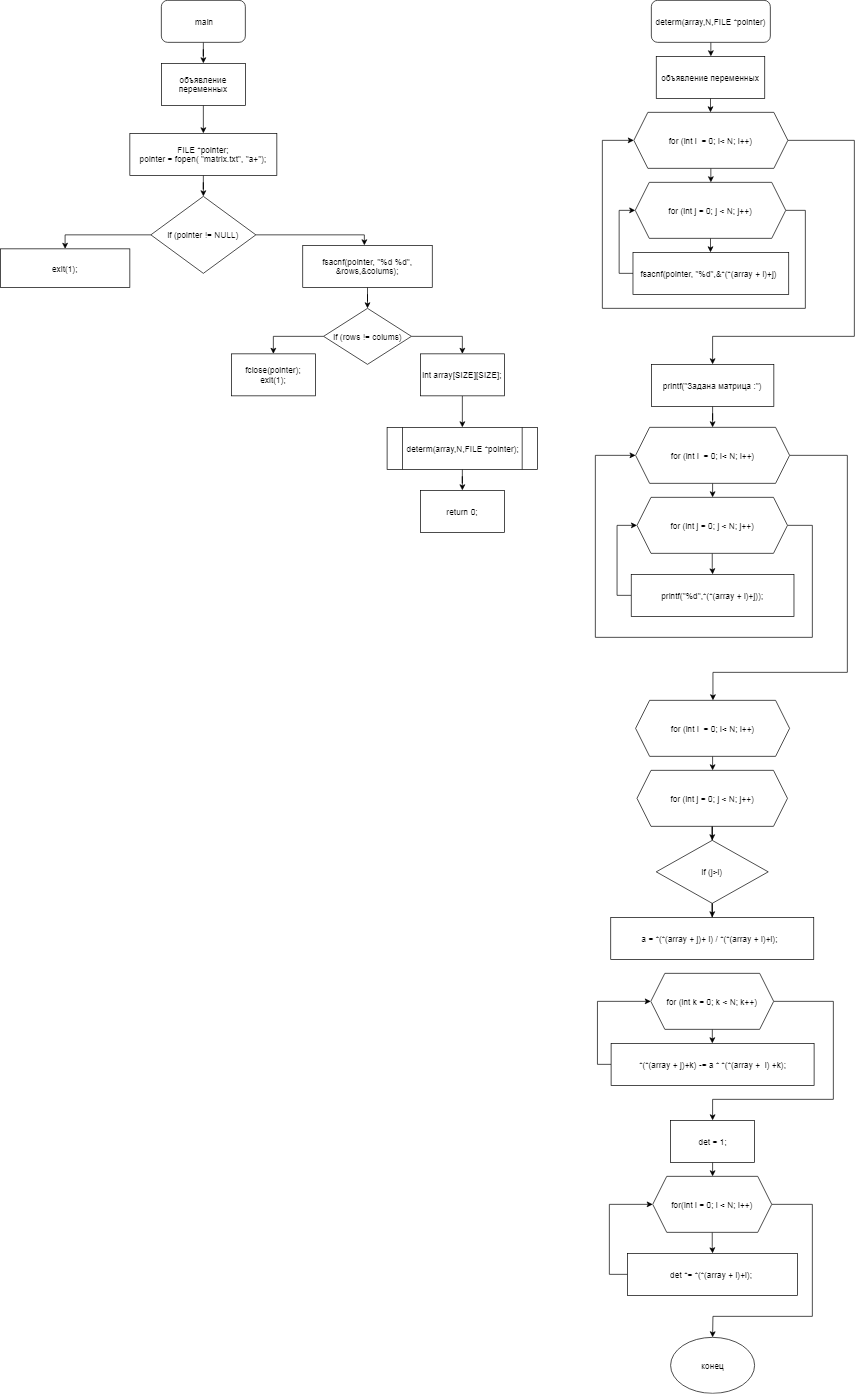 main
объявление
переменных
FILE *pointer;
pointer = fopen( "matrix.txt", "a+");
if (pointer != NULL)
exit(1);
fsacnf(pointer, "%d %d",
&rows,&colums);
if (rows != colums)
fclose(pointer);
exit(1);
int array[SIZE][SIZE];
determ(array,N,FILE *pointer);
return 0;
determ(array,N,FILE *pointer)
объявление переменных
for (int i = 0; i< N; i++)
for (int j = 0; j < N; j++)
fsacnf(pointer, "%d",&*(*(array + i)+j)
printf("Задана матрица :")
for (int i = 0; i< N; i++)
for (int j = 0; j < N; j++)
printf("%d",*(*(array + i)+j));
for (int i = 0; i< N; i++)
for (int j = 0; j < N; j++)
if (j>i)
a = *(*(array + j)+ i) / *(*(array + i)+i);
for (int k = 0; k < N; k++)
*(*(array + j)+k) -= a * *(*(array + i) +k);
det = 1;
for(int i = 0; i < N; i++)
det *= *(*(array + i)+i);
конец